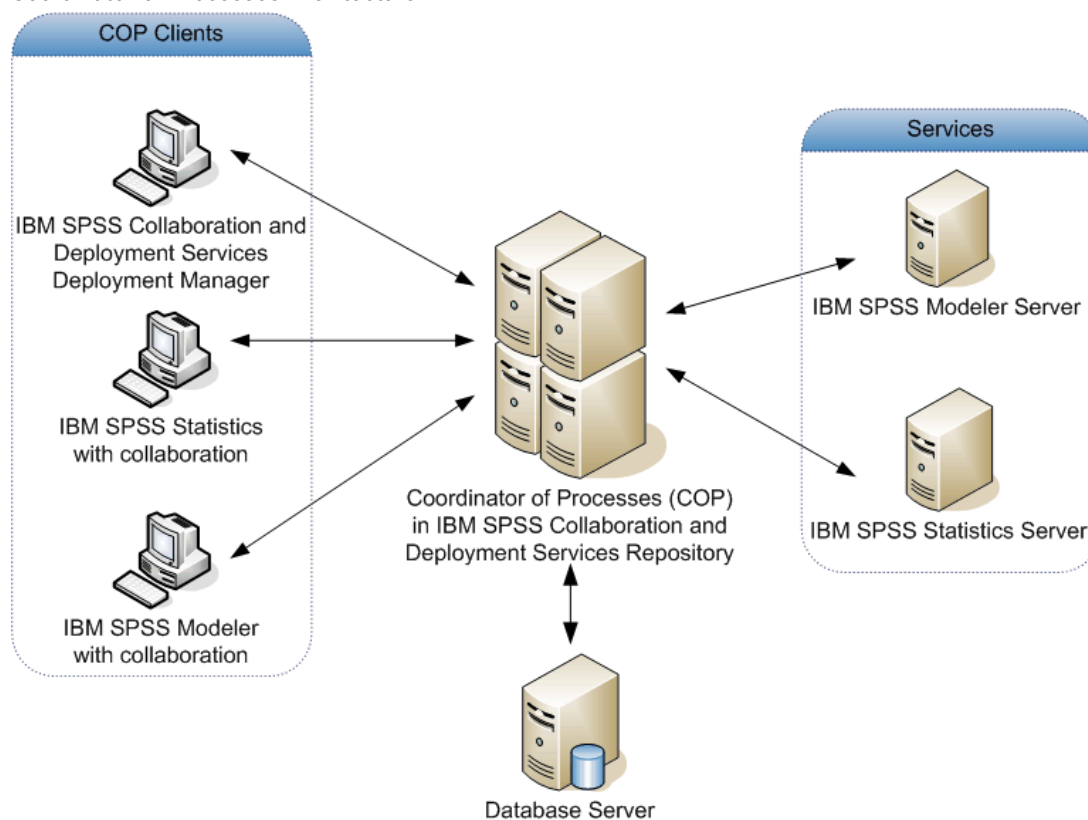 COP Clients
IBM SPSS Collaboration and
Deployment Services
Deployment Manager
IBM SPSS Statistics
with collaboration
IBM SPSS Modeler
with collaboration
Coordinator of Processes (COP)
in IBM SPSS Collaboration and
Deployment Services Repository
Database Server
Services
IBM SPSS Modeler Server
IBM SPSS Statistics Server